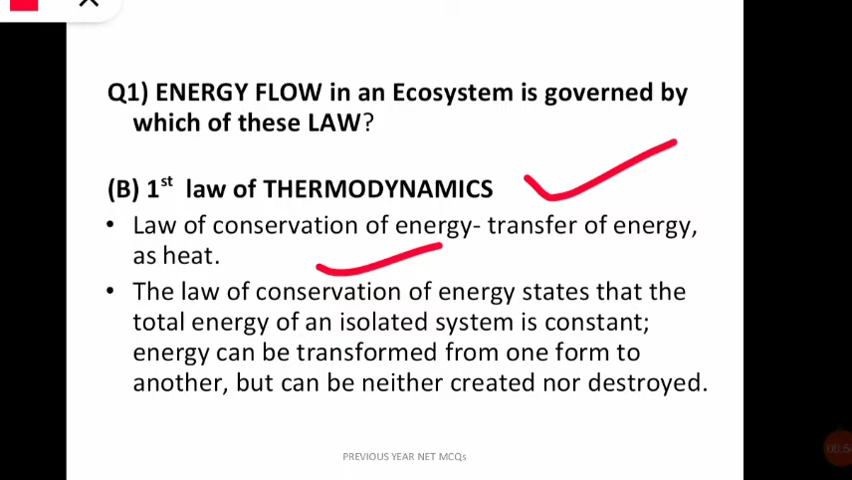 Q1) ENERGY FLOW in an Ecosystem is governed by
which of these LAW?
(B) 1st law of THERMODYNAMICS
• Law of conservation of energy- transfer of energy,
as heat.
• The law of conservation of energy states that the
total energy of an isolated system is constant;
energy can be transformed from one form to
another, but can be neither created nor destroyed.
PREVIOUS YEAR NET MCQs